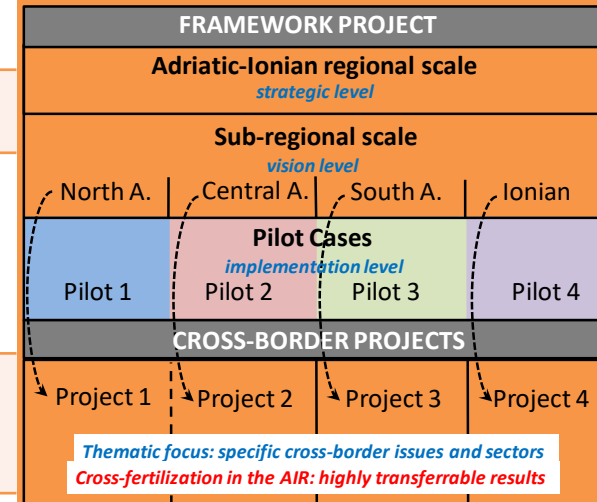 FRAMEWORK PROJECT
Adriatic-Ionian regional scale
strategic level
Sub-regional scale
vision level
North A. Central A. South A. Ionian
Pilot Cases
implementation level
Pilot 1 Pilot 2 Pilot 3 Pilot 4
CROSS-BORDER PROJECTS
Project 1 Project 2 Project 3 Project 4
Thematic focus: specific cross-border issues and sectors
Cross-fertilization in the AIR: highly transferrable results